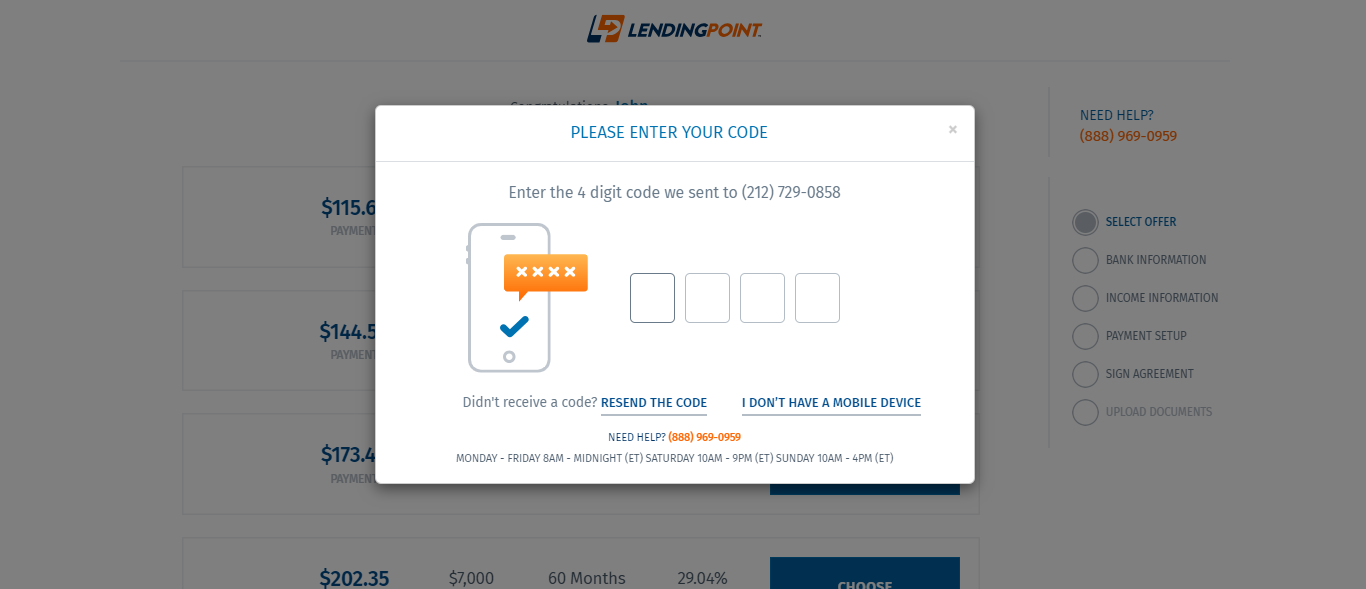 LENDINGPOINT
PLEASE ENTER YOUR CODE
×
Enter the 4 digit code we sent to (212) 729-0858
Didn't receive a code? RESEND THE CODE
I DON'T HAVE A MOBILE DEVICE
NEED HELP? (888) 969-0959
MONDAY - FRIDAY 8AM - MIDNIGHT (ET) SATURDAY 10AM - 9PM (ET) SUNDAY 10AM - 4PM (ET)
$115.6
PAYMENT
$144.5
PAYMENT
$173.4
PAYMENT
$202.35 $7,000 60 Months 29.04% CHOOSE
NEED HELP?
(888) 969-0959
SELECT OFFER
BANK INFORMATION
INCOME INFORMATION
PAYMENT SETUP
SIGN AGREEMENT
UPLOAD DOCUMENTS